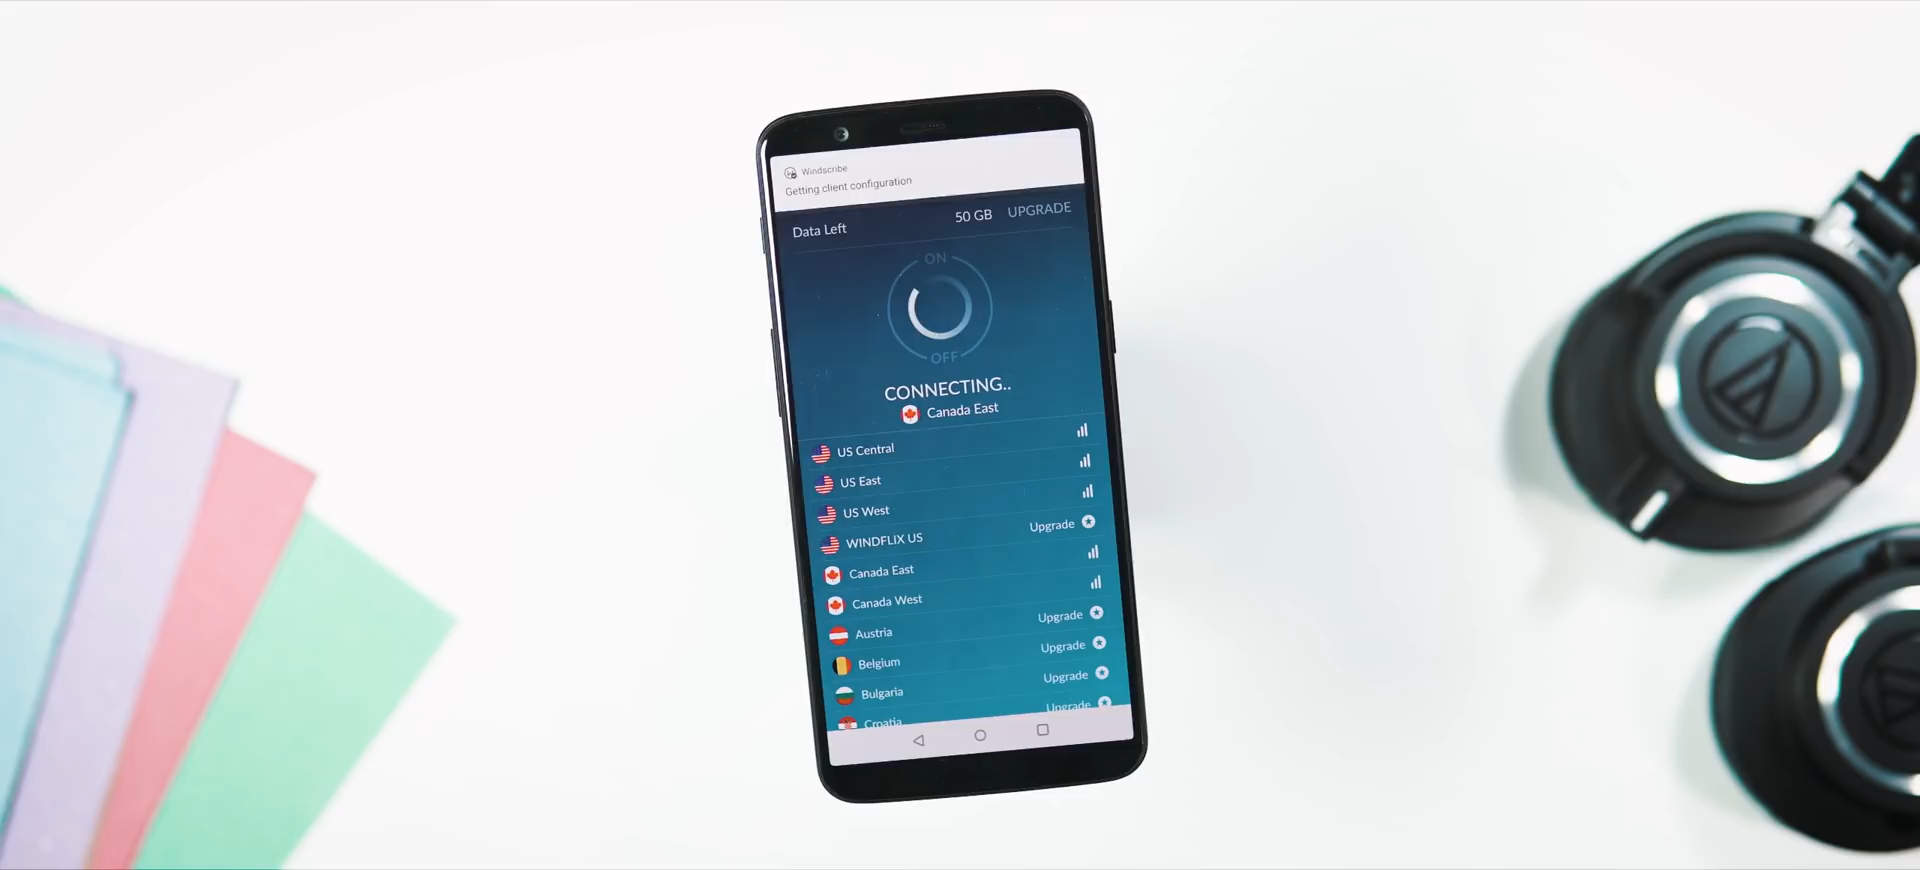 Windscribe
Getting client configuration
Data Left 50 GB UPGRADE
ON
OFF
CONNECTING..
Canada East
US Central
US East
US West
WINDFLIX US Upgrade
Canada East
Canada West
Austria Upgrade
Belgium Upgrade
Bulgaria Upgrade
Croatia Upgrade